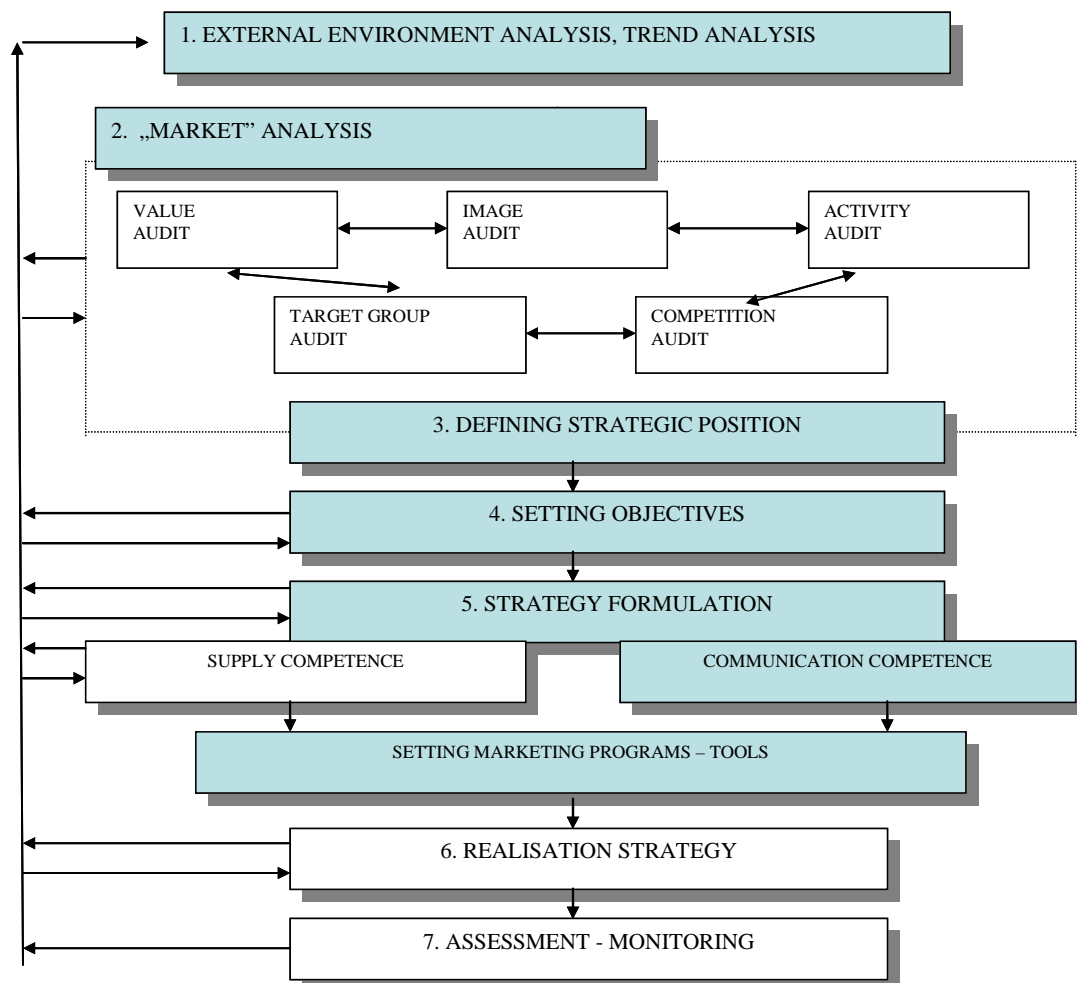 1. EXTERNAL ENVIRONMENT ANALYSIS, TREND ANALYSIS
2. „MARKET” ANALYSIS
VALUE
AUDIT
IMAGE
AUDIT
ACTIVITY
AUDIT
TARGET GROUP
AUDIT
COMPETITION
AUDIT
3. DEFINING STRATEGIC POSITION
4. SETTING OBJECTIVES
5. STRATEGY FORMULATION
SUPPLY COMPETENCE
COMMUNICATION COMPETENCE
SETTING MARKETING PROGRAMS – TOOLS
6. REALISATION STRATEGY
7. ASSESSMENT - MONITORING